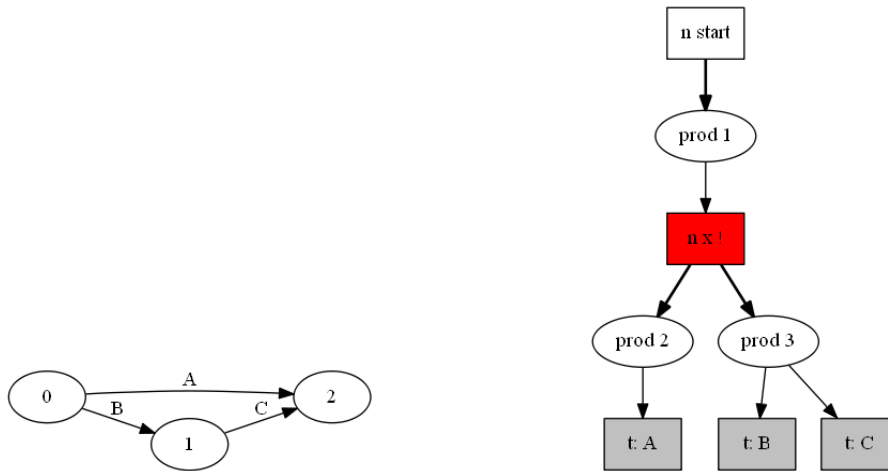 n start
prod 1
n x !
prod 2
prod 3
0
A
2
B
C
1
t: A
t: B
t: C